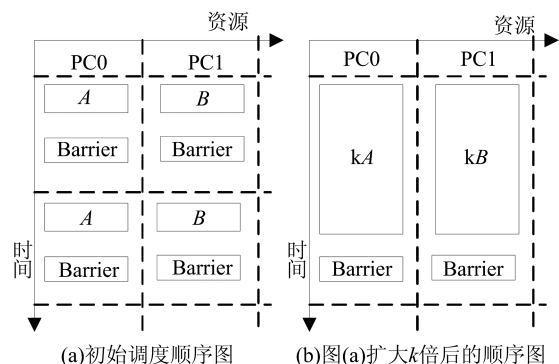 资源
PC0 PC1
A B
Barrier Barrier
A B
Barrier Barrier
时间
(a)初始调度顺序图
资源
PC0 PC1
kA kB
Barrier Barrier
时间
(b)图(a)扩大k倍后的顺序图